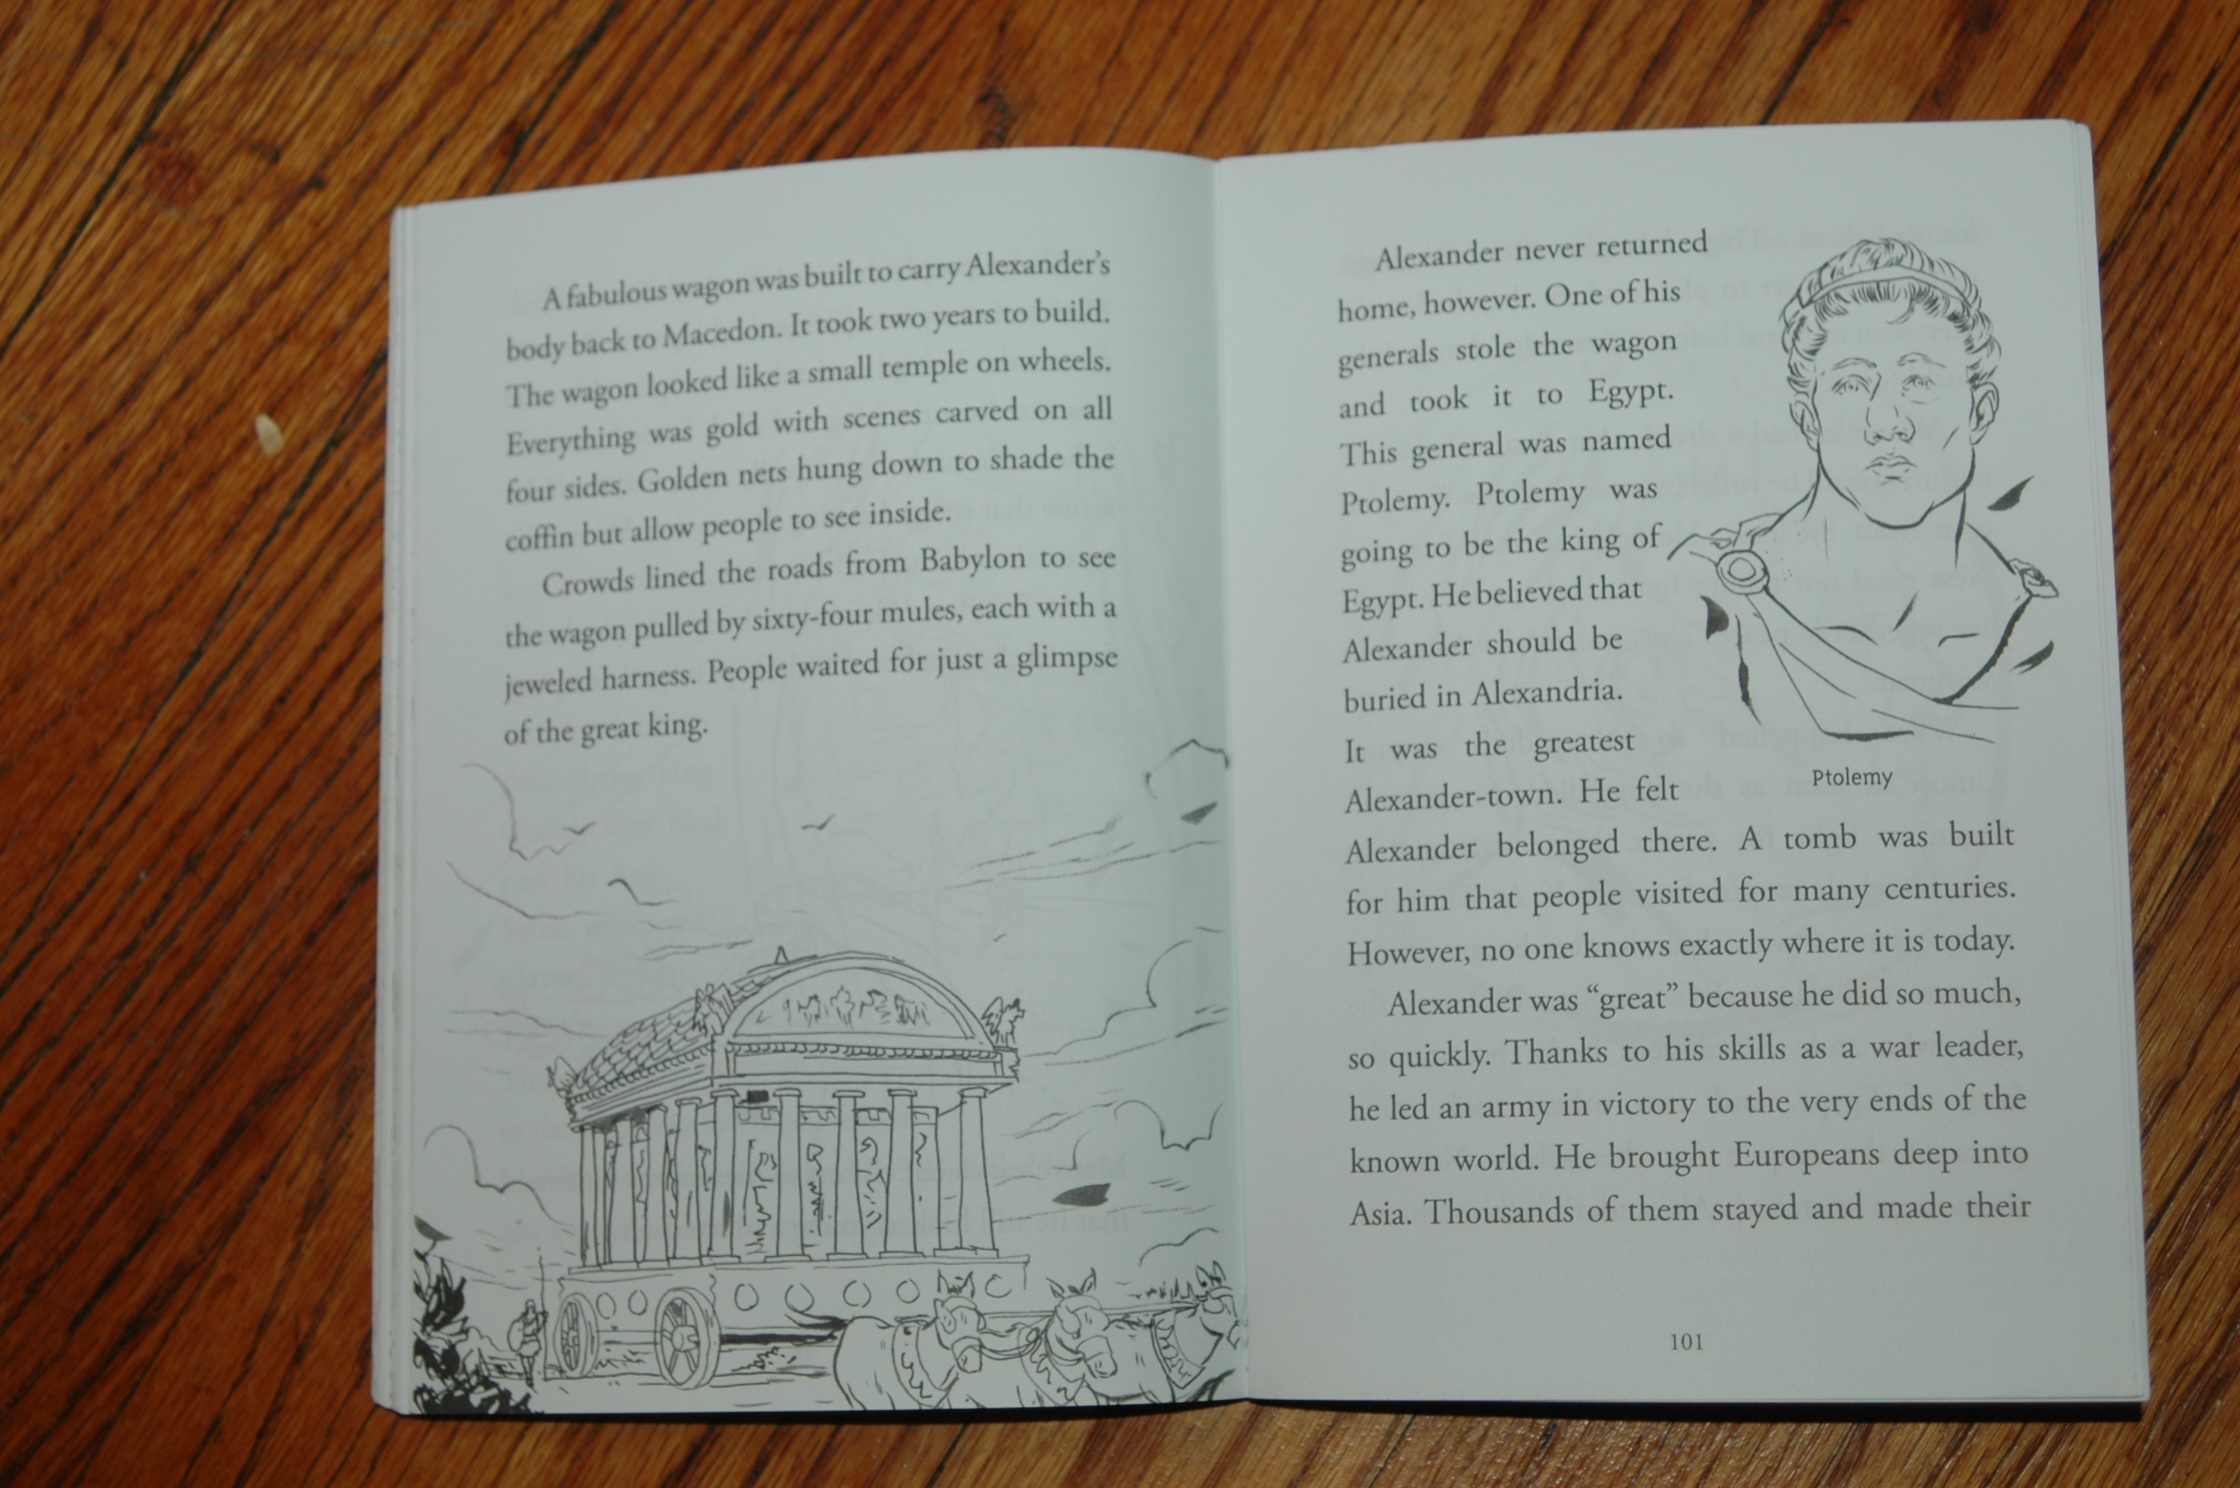 A fabulous wagon was built to carry Alexander's
body back to Macedon. It took two years to build.
The wagon looked like a small temple on wheels.
Everything was gold with scenes carved on all
four sides. Golden nets hung down to shade the
coffin but allow people to see inside.
Crowds lined the roads from Babylon to see
the wagon pulled by sixty-four mules, each with a
jeweled harness. People waited for just a glimpse
of the great king.
Alexander never returned
home, however. One of his
generals stole the wagon
and took it to Egypt.
This general was named
Ptolemy. Ptolemy was
going to be the king of
Egypt. He believed that
Alexander should be
buried in Alexandria.
It was the greatest
Alexander-town. He felt
Ptolemy
Alexander belonged there. A tomb was built
for him that people visited for many centuries.
However, no one knows exactly where it is today.
Alexander was “great” because he did so much,
so quickly. Thanks to his skills as a war leader,
he led an army in victory to the very ends of the
known world. He brought Europeans deep into
Asia. Thousands of them stayed and made their
101